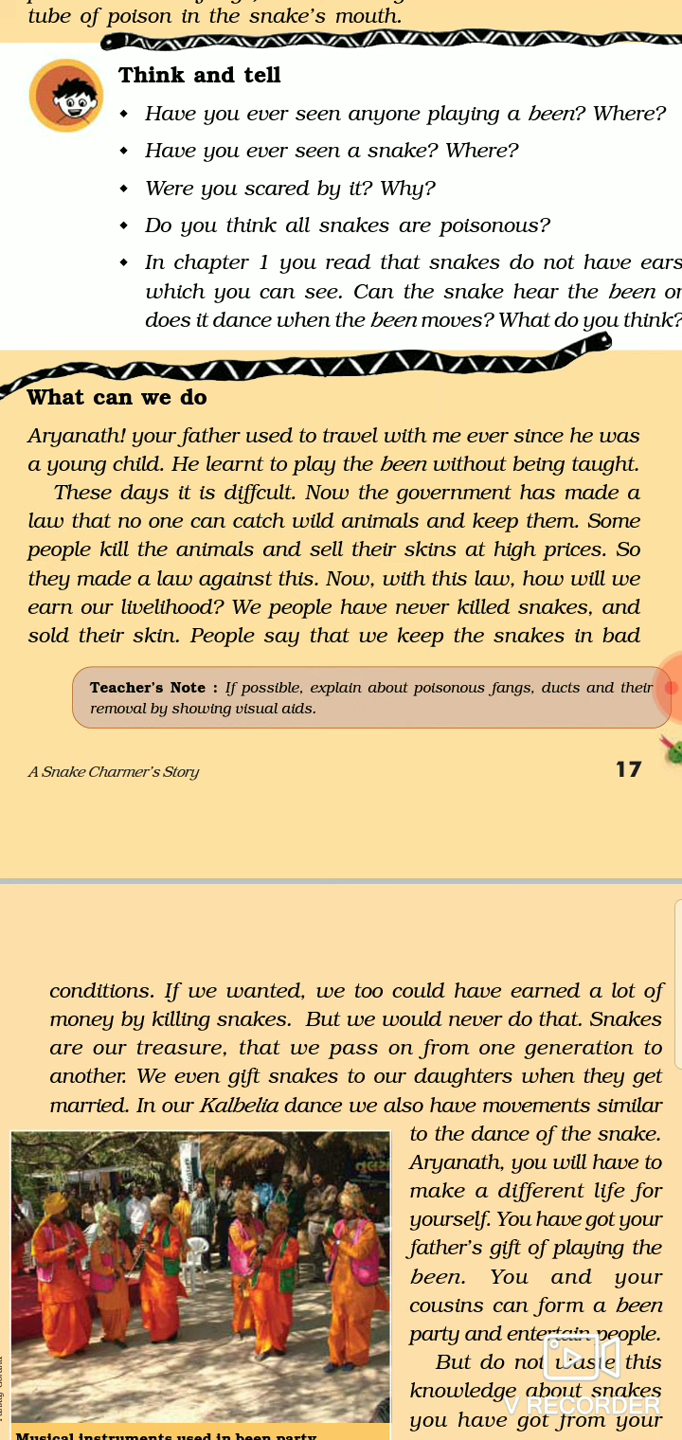 tube of poison in the snake's mouth.
Think and tell
◆ Have you ever seen anyone playing a been? Where?
◆ Have you ever seen a snake? Where?
◆ Were you scared by it? Why?
◆ Do you think all snakes are poisonous?
◆ In chapter 1 you read that snakes do not have ears
which you can see. Can the snake hear the been or
does it dance when the been moves? What do you think?
What can we do
Aryanath! your father used to travel with me ever since he was
a young child. He learnt to play the been without being taught.
These days it is diffcult. Now the government has made a
law that no one can catch wild animals and keep them. Some
people kill the animals and sell their skins at high prices. So
they made a law against this. Now, with this law, how will we
earn our livelihood? We people have never killed snakes, and
sold their skin. People say that we keep the snakes in bad
Teacher's Note : If possible, explain about poisonous fangs, ducts and their
removal by showing visual aids.
A Snake Charmer's Story 17
conditions. If we wanted, we too could have earned a lot of
money by killing snakes. But we would never do that. Snakes
are our treasure, that we pass on from one generation to
another. We even gift snakes to our daughters when they get
married. In our Kalbelia dance we also have movements similar
to the dance of the snake.
Aryanath, you will have to
make a different life for
yourself. You have got your
father's gift of playing the
been. You and your
cousins can form a been
party and entertain people.
But do not waste this
knowledge about snakes
you have got from your
V RECORDER
Musical instruments used in been party